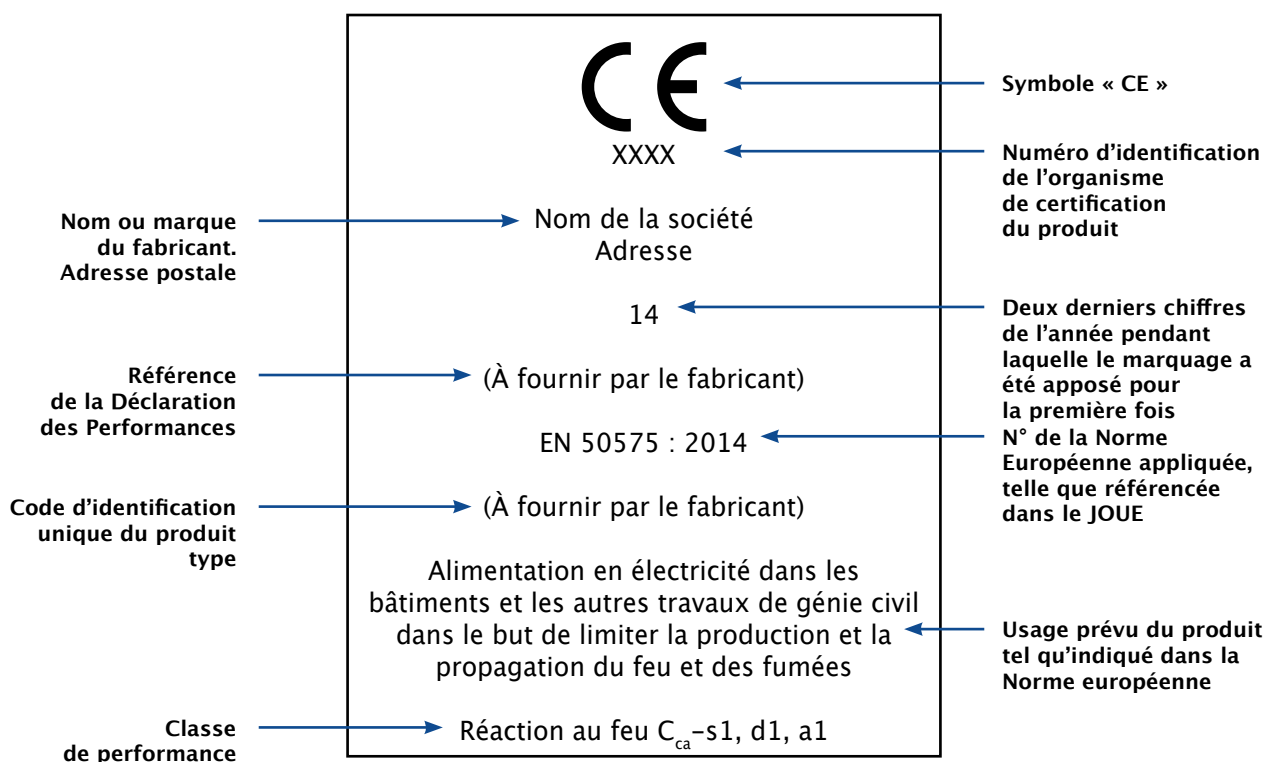 CE
Symbole « CE »
XXXX
Numéro d’identification
de l’organisme
de certification
du produit
Nom ou marque
du fabricant.
Adresse postale
Nom de la société
Adresse
14
Deux derniers chiffres
de l’année pendant
laquelle le marquage a
été apposé pour
la première fois
Référence
de la Déclaration
des Performances
(À fournir par le fabricant)
EN 50575 : 2014
N° de la Norme
Européenne appliquée,
telle que référencée
dans le JOUE
Code d’identification
unique du produit
type
(À fournir par le fabricant)
Alimentation en électricité dans les
bâtiments et les autres travaux de génie civil
dans le but de limiter la production et la
propagation du feu et des fumées
Usage prévu du produit
tel qu’indiqué dans la
Norme européenne
Classe
de performance
Réaction au feu Cca–s1, d1, a1